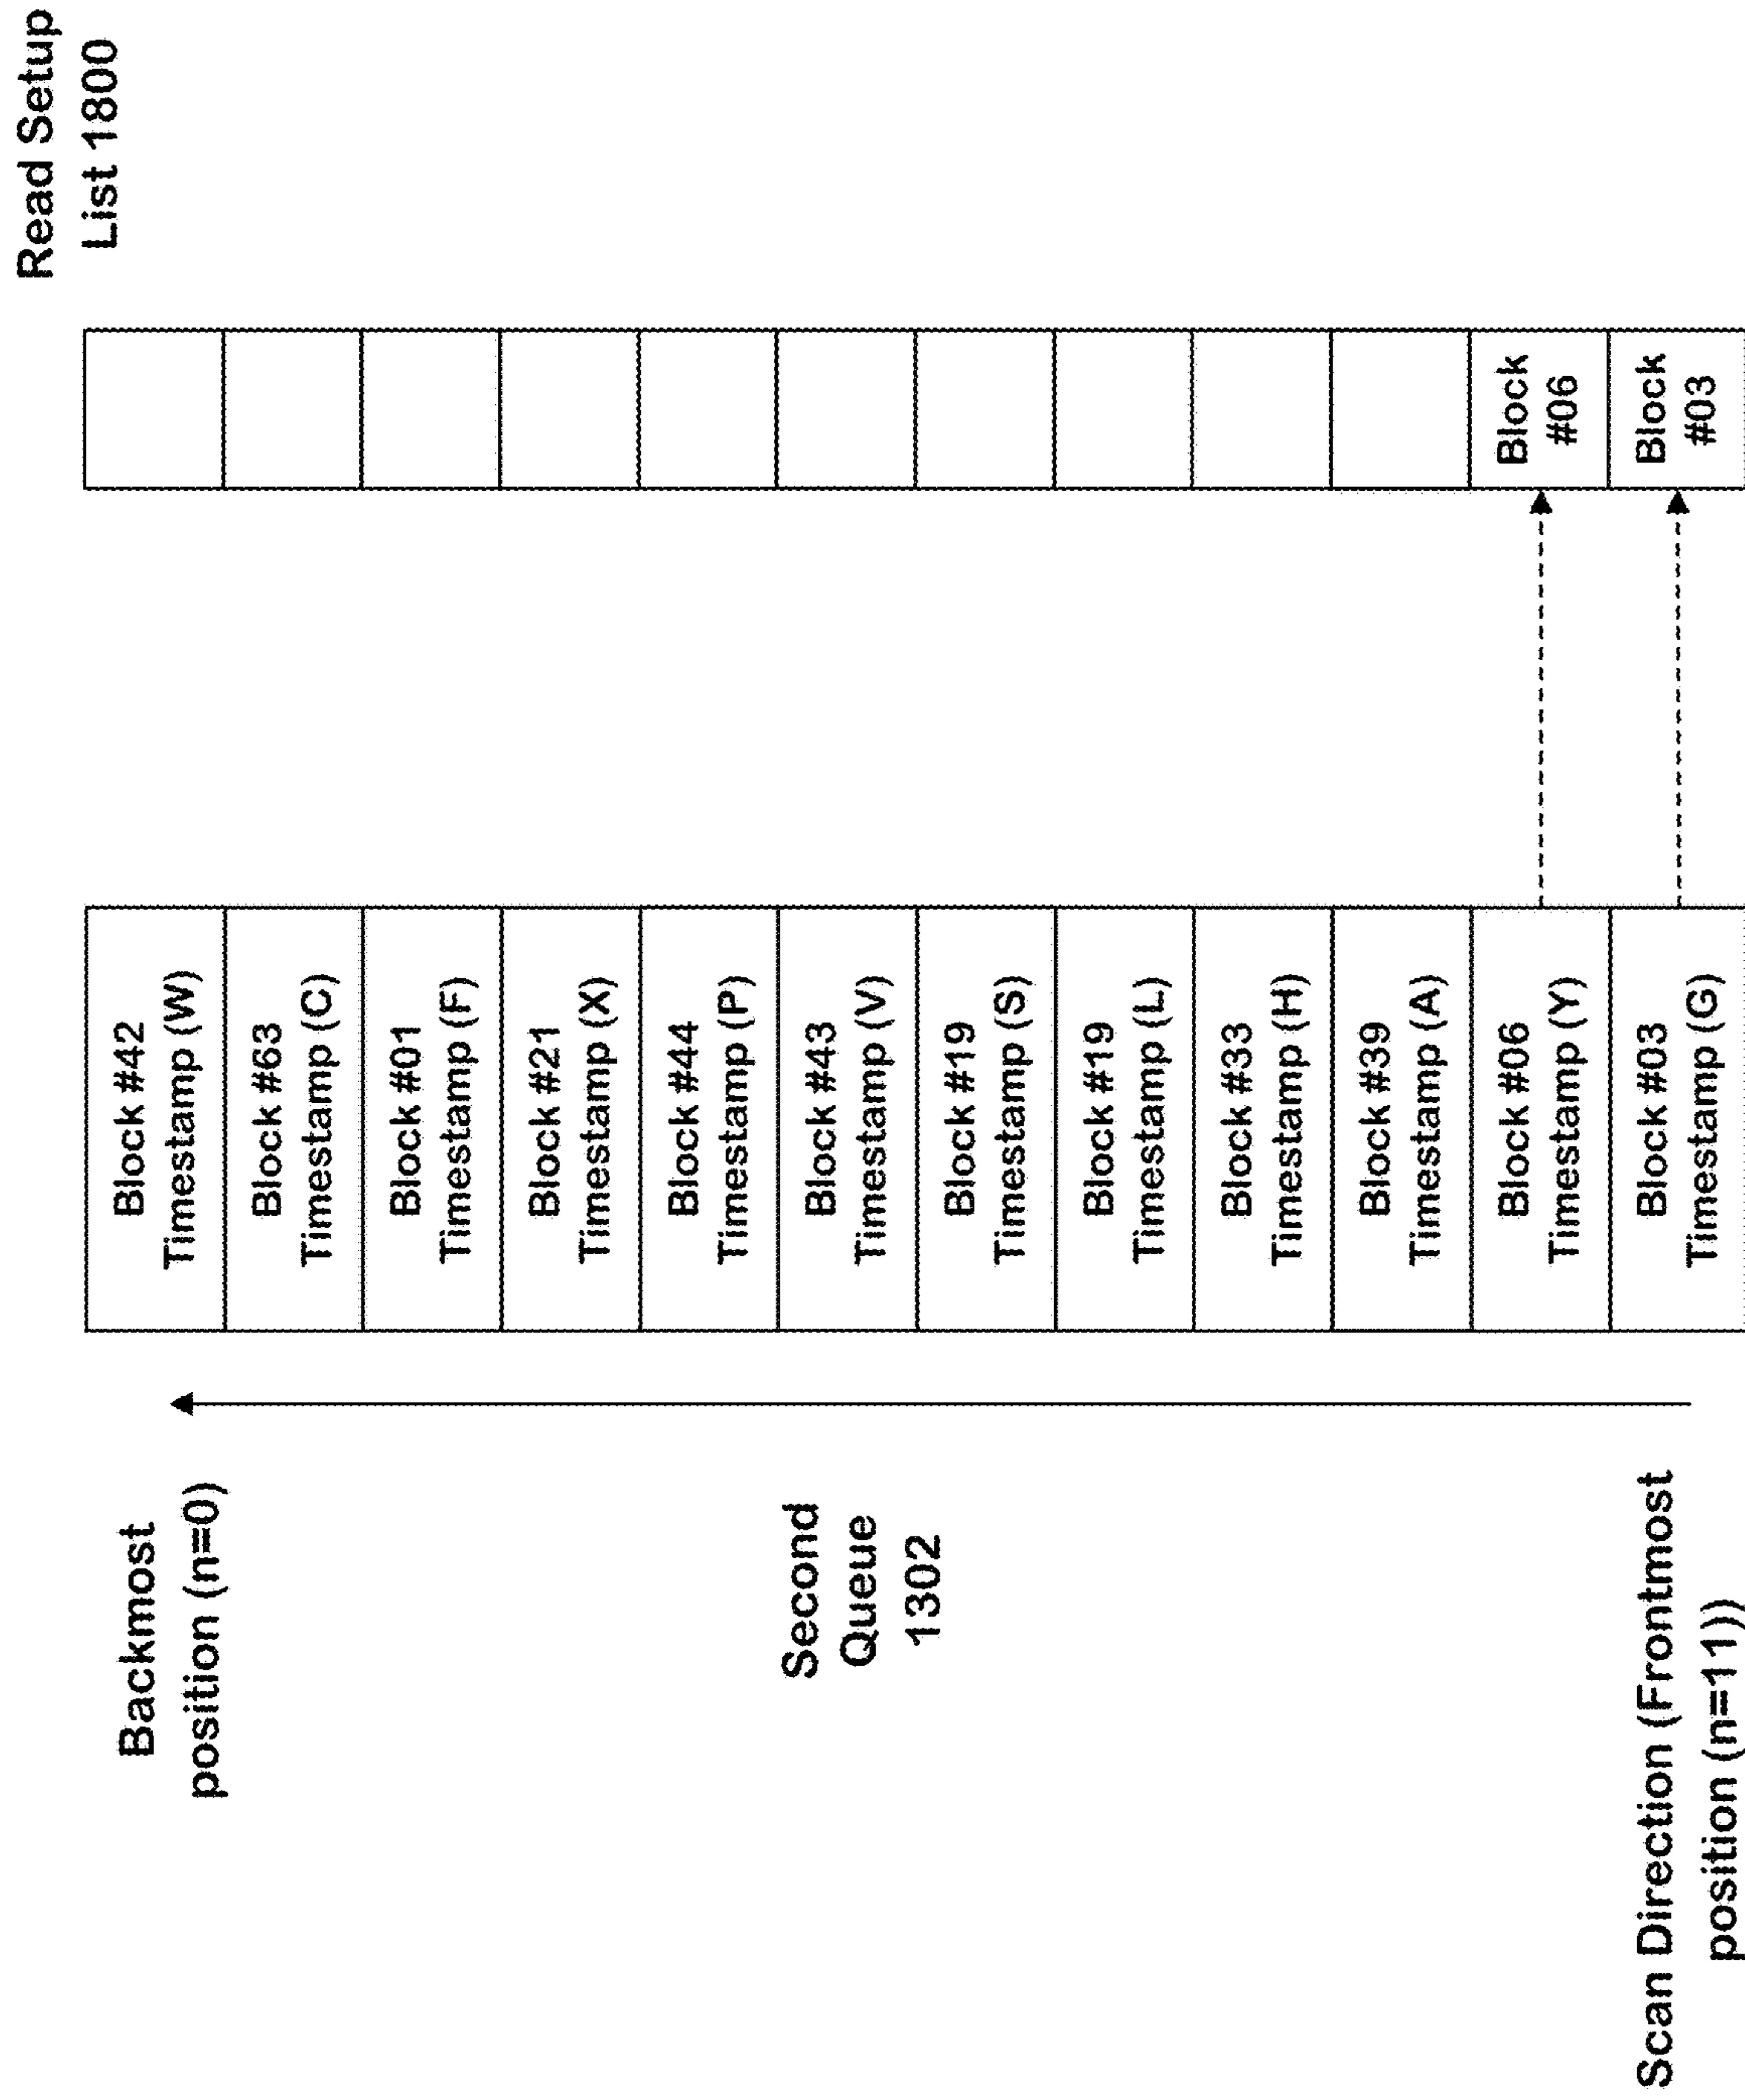 Read Setup
List 1800
Backmost
position (n=0)
Second
Queue
1302
Scan Direction (Frontmost
position (n=11))
Block #42
Timestamp (W)
Block #63
Timestamp (C)
Block #01
Timestamp (F)
Block #21
Timestamp (X)
Block #44
Timestamp (P)
Block #43
Timestamp (V)
Block #19
Timestamp (S)
Block #19
Timestamp (L)
Block #33
Timestamp (H)
Block #39
Timestamp (A)
Block #06
Timestamp (Y)
Block #03
Timestamp (G)
Block
#06
Block
#03